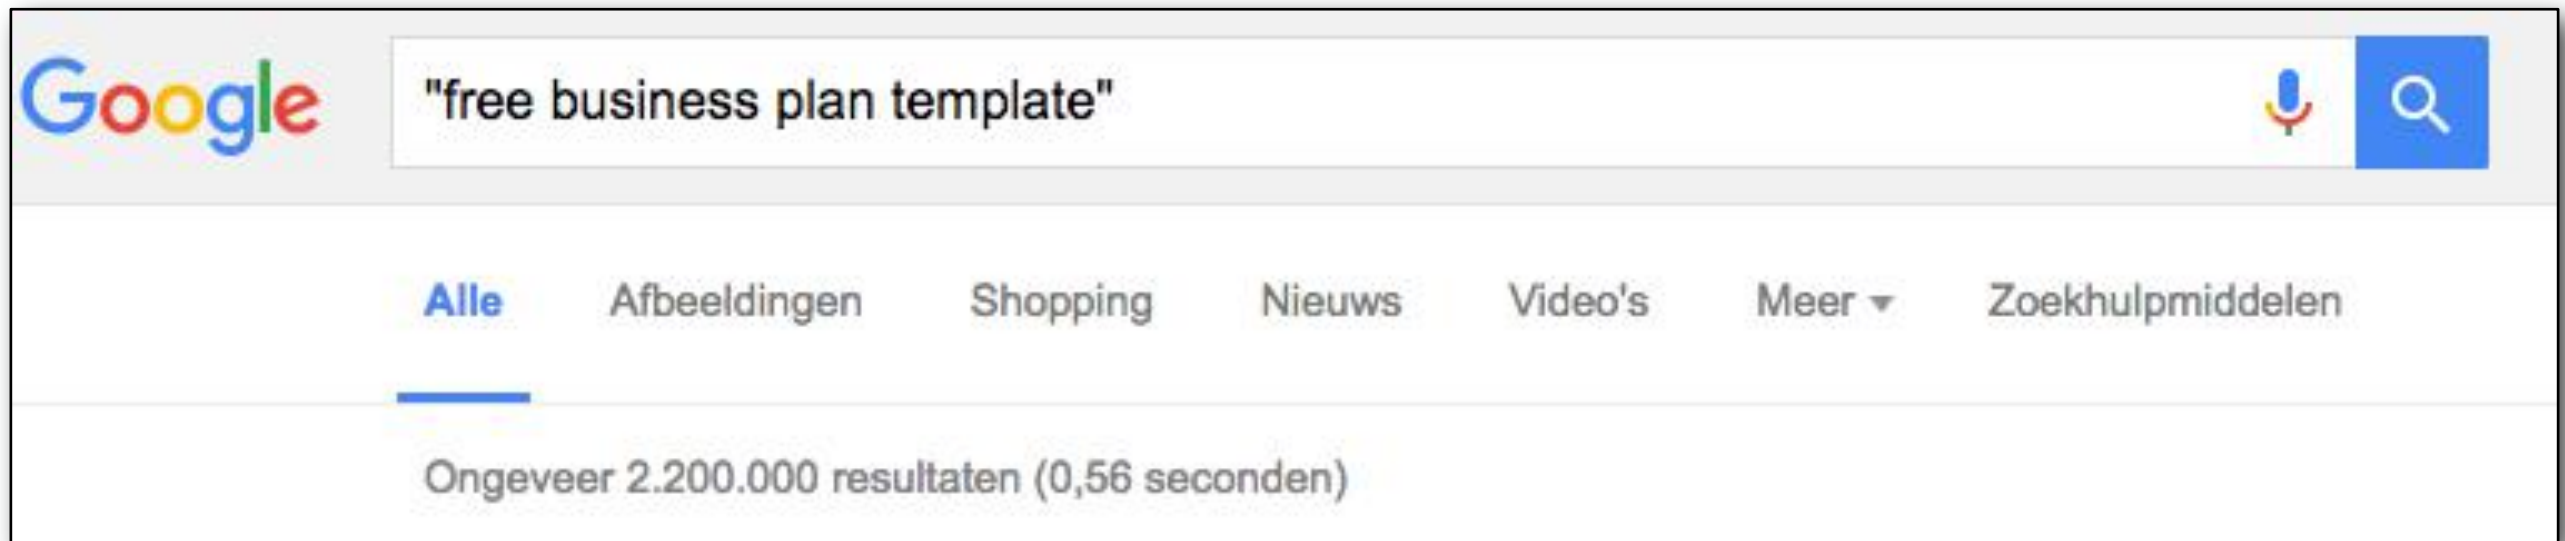 Google "free business plan template"
Alle Afbeeldingen Shopping Nieuws Video's Meer Zoekhulpmiddelen
Ongeveer 2.200.000 resultaten (0,56 seconden)